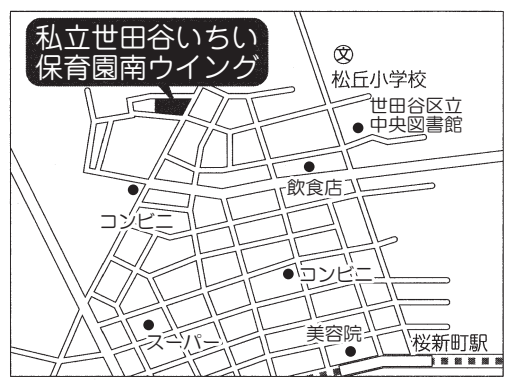 私立世田谷いちい
保育園南ウイング
文
松丘小学校
世田谷区立
中央図書館
飲食店
コンビニ
コンビニ
スーパー
美容院
桜新町駅